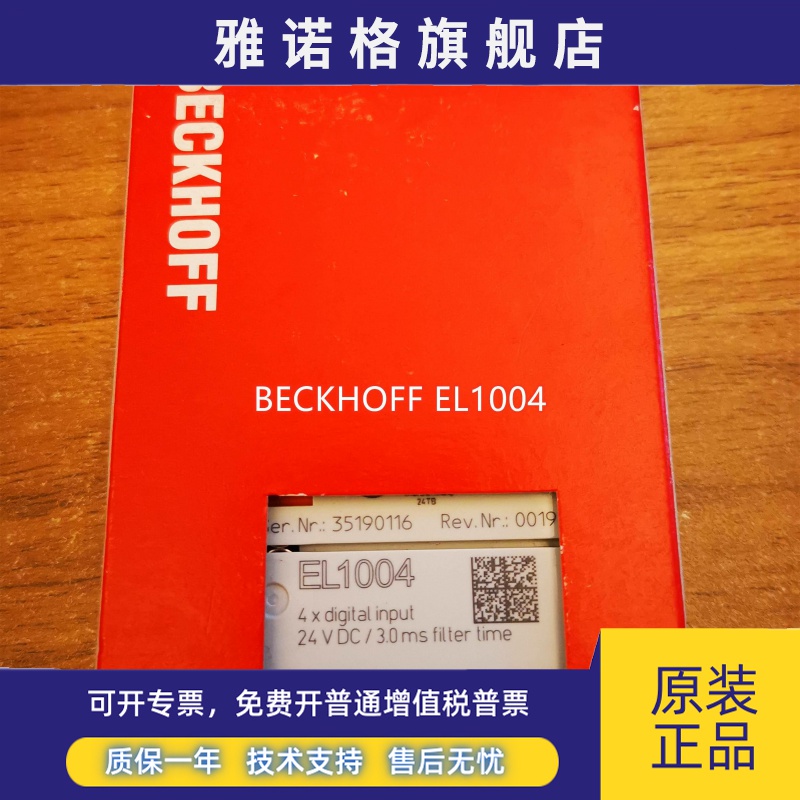 雅诺格旗舰店
BECKHOFF
BECKHOFF EL1004
24TB
er.Nr.: 35190116 Rev.Nr.: 0019
EL1004
4 x digital input
24 V DC / 3.0 ms filter time
可开专票，免费开普通增值税普票
质保一年 技术支持 售后无忧
原装
正品